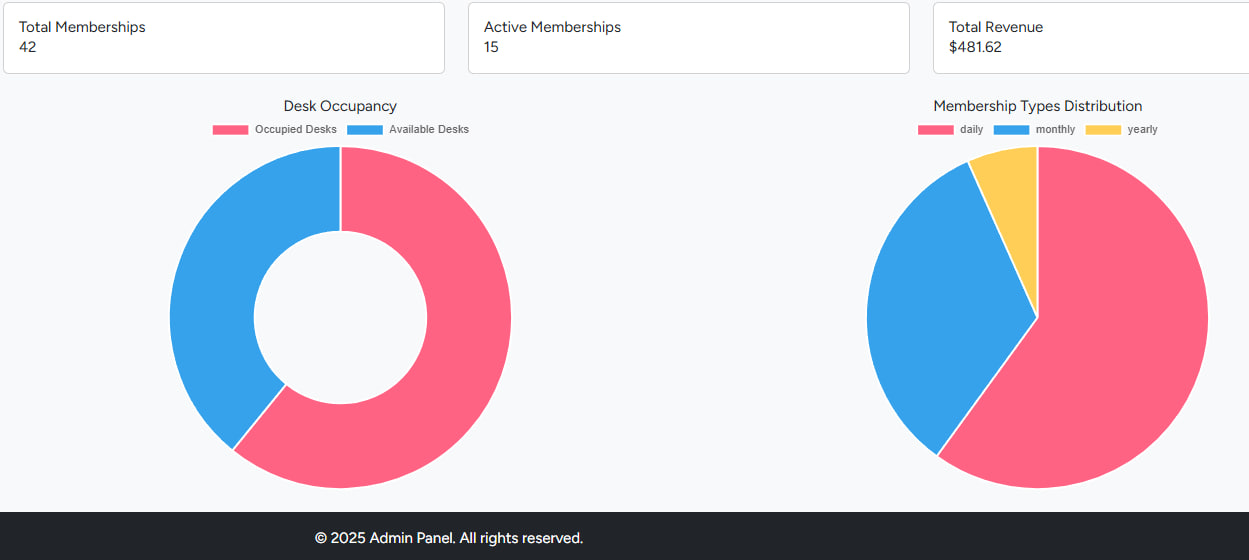 Total Memberships
42
Active Memberships
15
Total Revenue
$481.62
Desk Occupancy
Occupied Desks Available Desks
Membership Types Distribution
daily monthly yearly
© 2025 Admin Panel. All rights reserved.